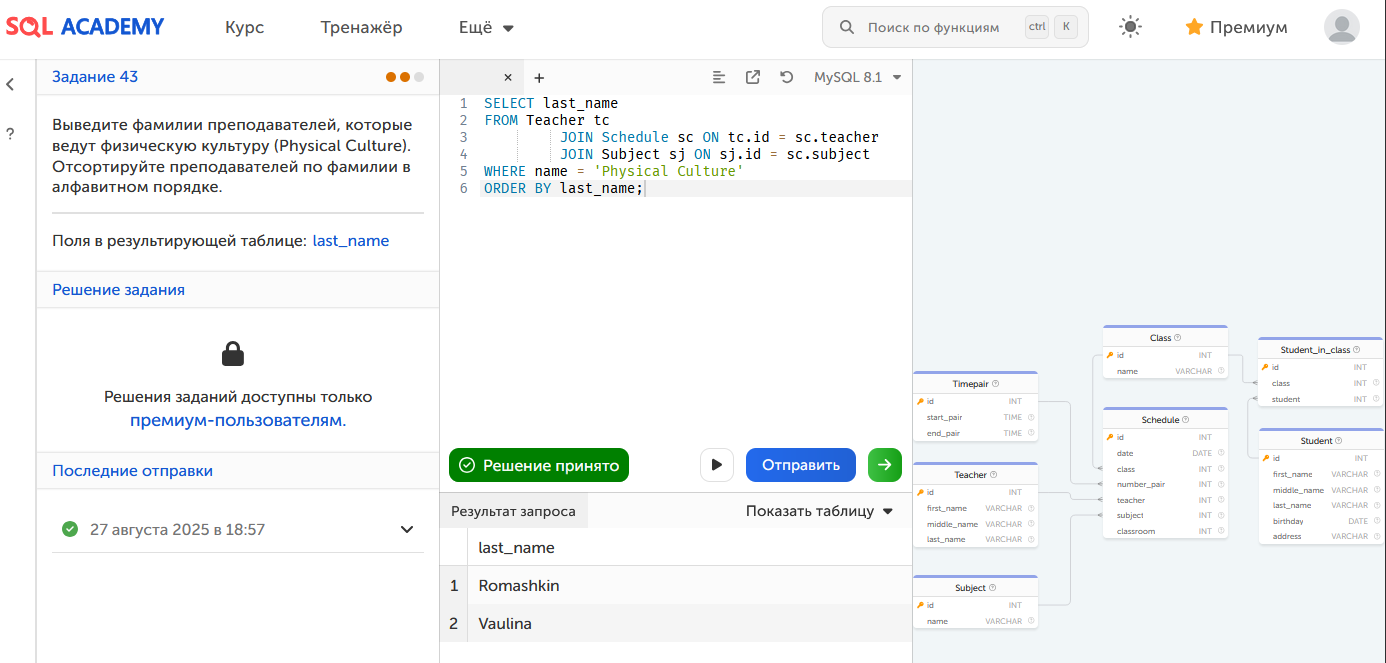 SQL ACADEMY
Курс
Тренажёр
Ещё
Поиск по функциям
ctrl
K
Премиум
Задание 43
Выведите фамилии преподавателей, которые
ведут физическую культуру (Physical Culture).
Отсортируйте преподавателей по фамилии в
алфавитном порядке.
Поля в результирующей таблице: last_name
Решение задания
Решения заданий доступны только
премиум-пользователям.
Последние отправки
27 августа 2025 в 18:57
?
× +
MySQL 8.1
1 SELECT last_name
2 FROM Teacher tc
3 JOIN Schedule sc ON tc.id = sc.teacher
4 JOIN Subject sj ON sj.id = sc.subject
5 WHERE name = 'Physical Culture'
6 ORDER BY last_name;
Решение принято
Отправить
Результат запроса
Показать таблицу
last_name
1 Romashkin
2 Vaulina
Timepair
id INT
start_pair TIME
end_pair TIME
Teacher
id INT
first_name VARCHAR
middle_name VARCHAR
last_name VARCHAR
Subject
id INT
name VARCHAR
Class
id INT
name VARCHAR
Schedule
id INT
date DATE
class INT
number_pair INT
teacher INT
subject INT
classroom INT
Student_in_class
id INT
class INT
student INT
Student
id INT
first_name VARCHAR
middle_name VARCHAR
last_name VARCHAR
birthday DATE
address VARCHAR